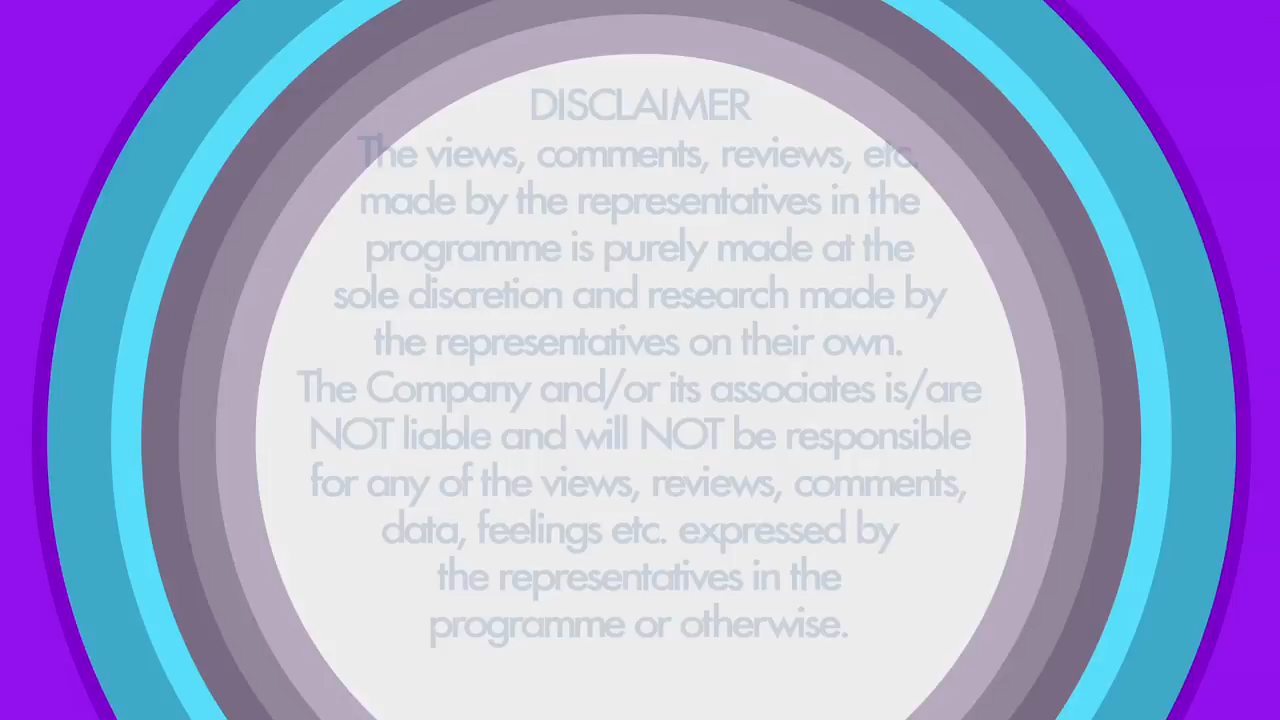 DISCLAIMER
The views, comments, reviews, etc.
made by the representatives in the
programme is purely made at the
sole discretion and research made by
the representatives on their own.
The Company and/or its associates is/are
NOT liable and will NOT be responsible
for any of the views, reviews, comments,
data, feelings etc. expressed by
the representatives in the
programme or otherwise.